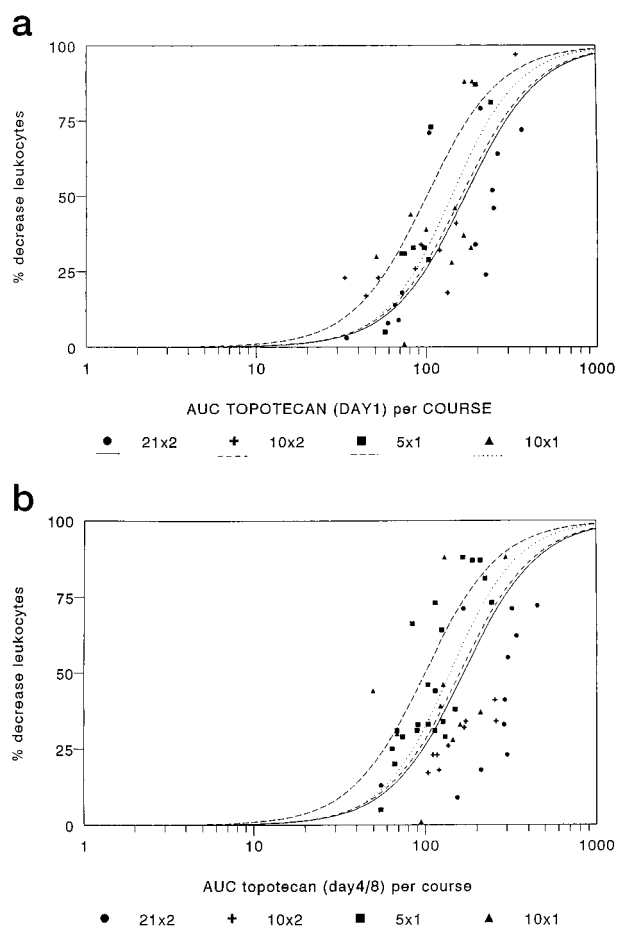 a
100
75
50
25
0
% decrease leukocytes
1 10 100 1000
AUC TOPOTECAN (DAY1) per COURSE
21x2 10x2 5x1 10x1
b
100
75
50
25
0
% decrease leukocytes
1 10 100 1000
AUC topotecan (day4/8) per course
21x2 10x2 5x1 10x1